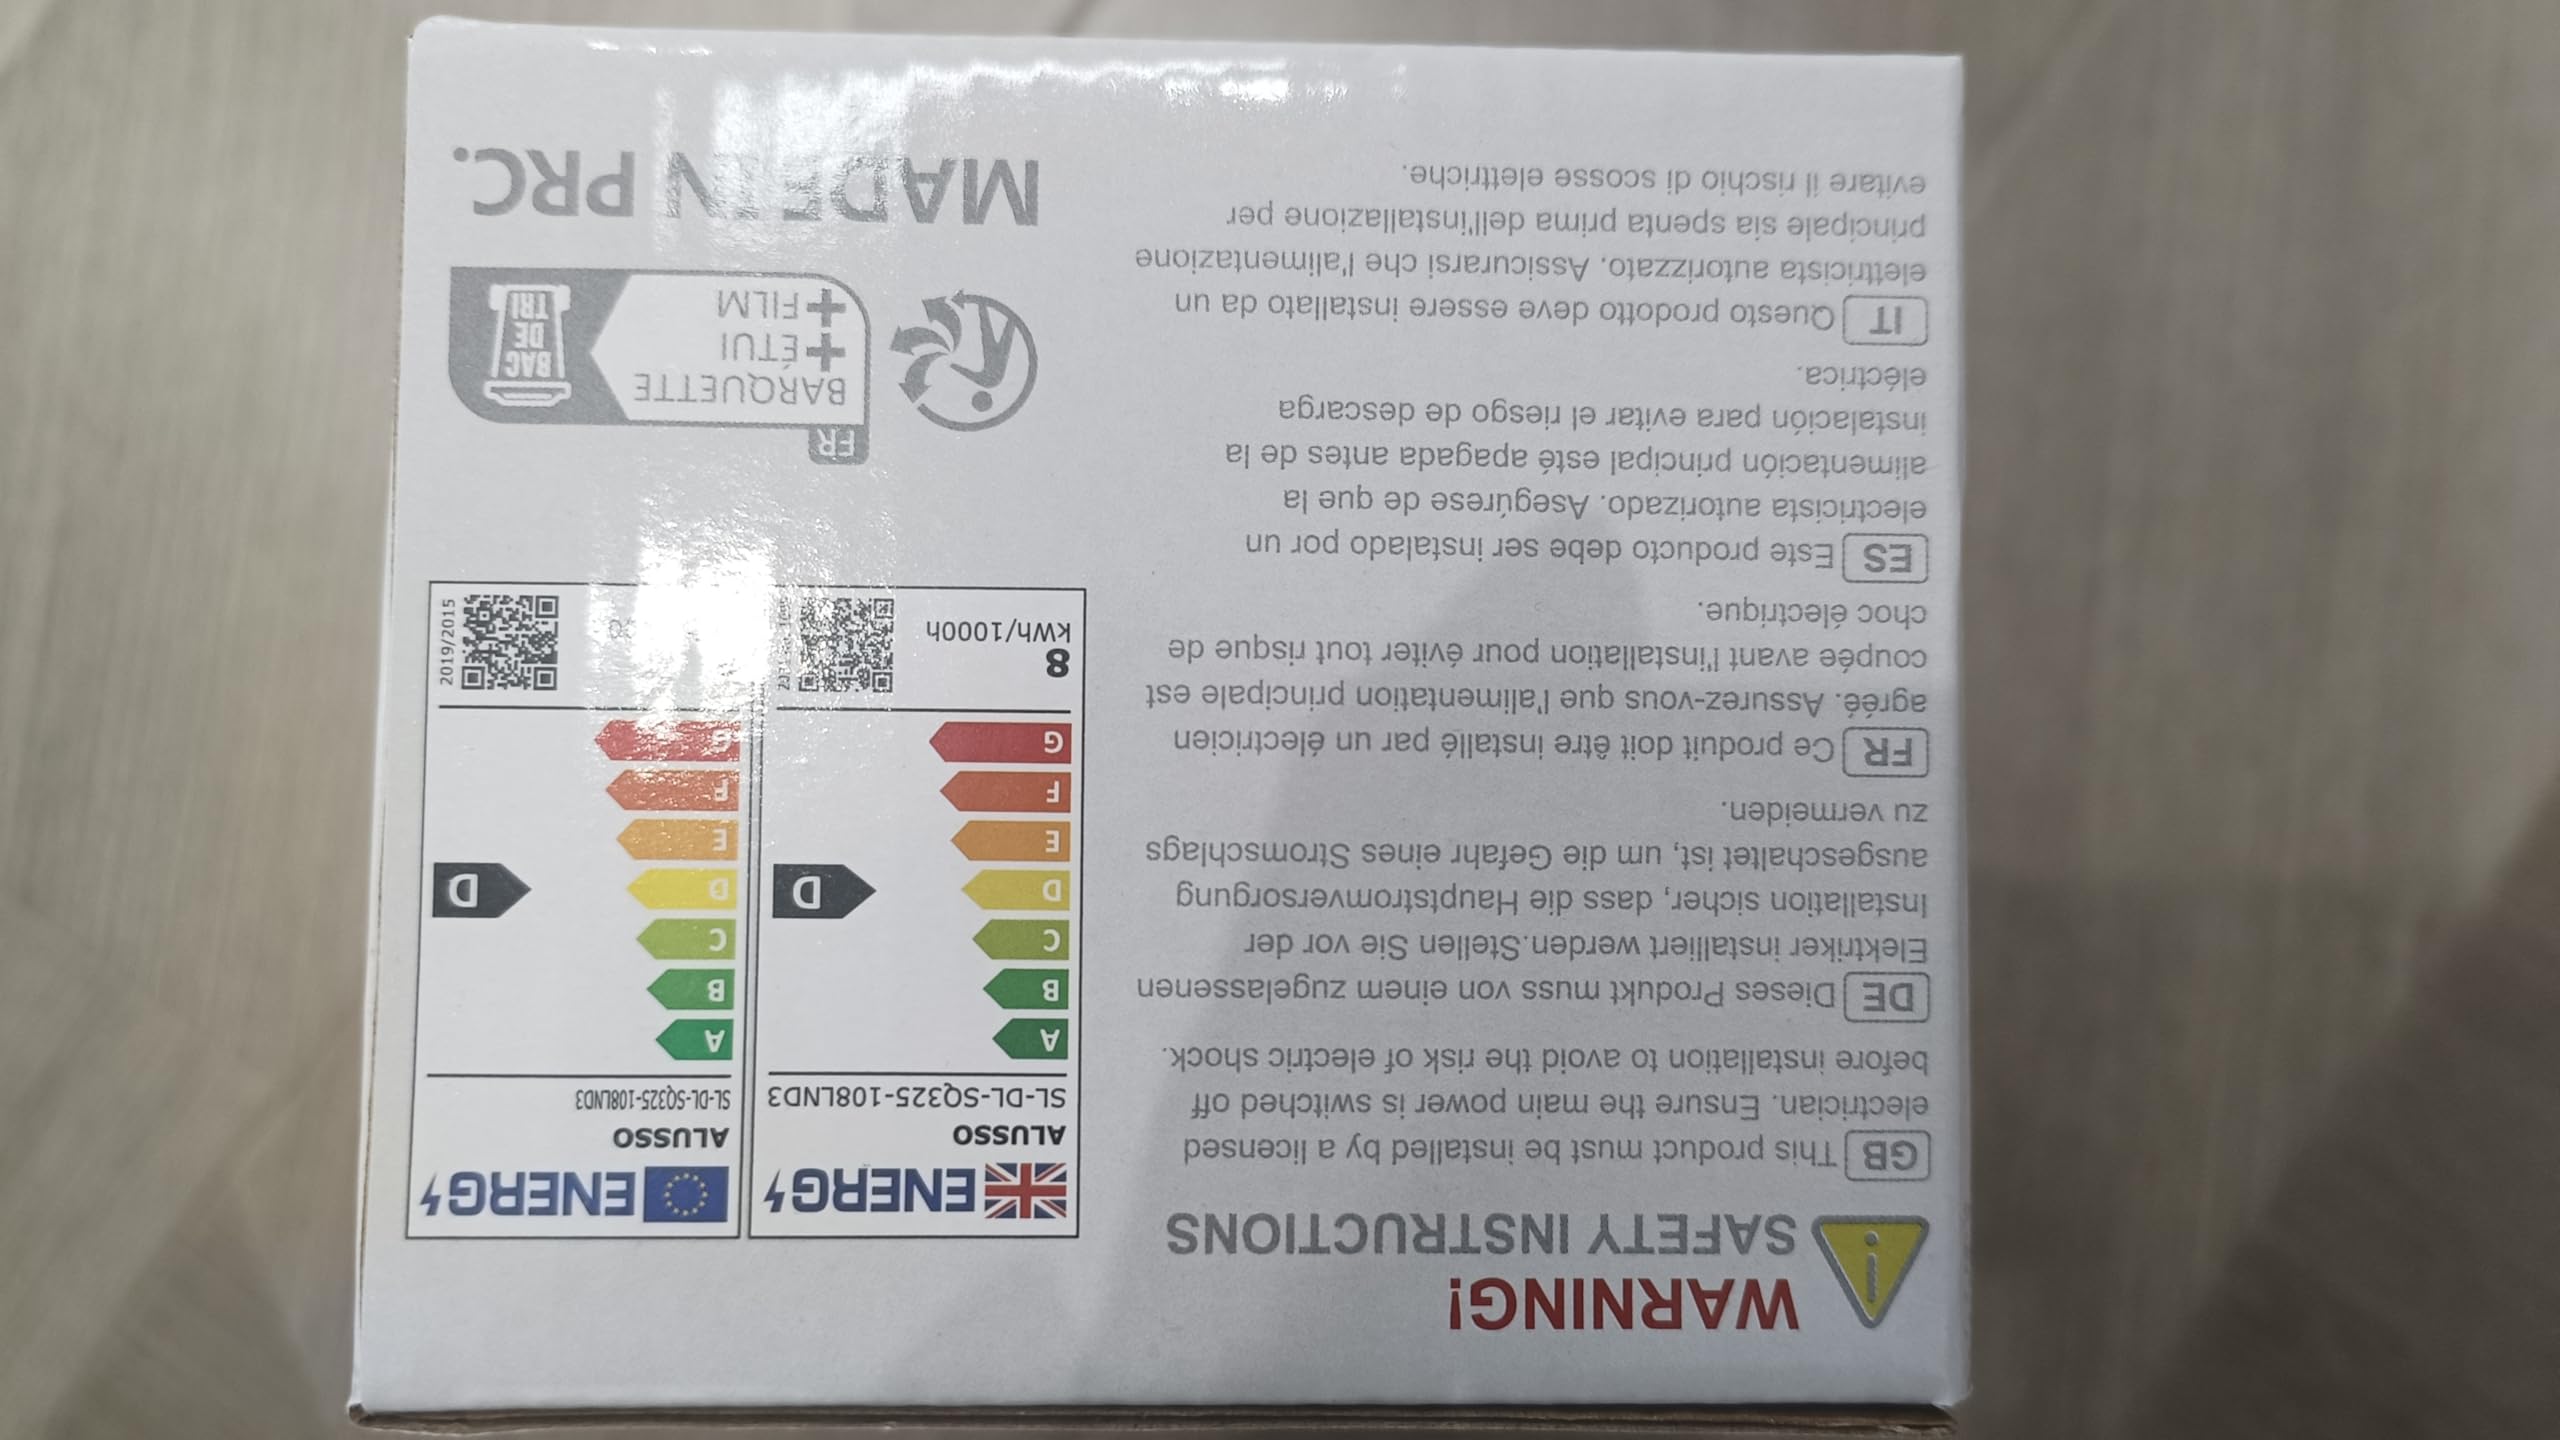 WARNING!
SAFETY INSTRUCTIONS
GB This product must be installed by a licensed
electrician. Ensure the main power is switched off
before installation to avoid the risk of electric shock.
DE Dieses Produkt muss von einem zugelassenen
Elektriker installiert werden.Stellen Sie vor der
Installation sicher, dass die Hauptstromversorgung
ausgeschaltet ist, um die Gefahr eines Stromschlags
zu vermeiden.
FR Ce produit doit être installé par un électricien
agréé. Assurez-vous que l'alimentation principale est
coupée avant l'installation pour éviter tout risque de
choc électrique.
ES Este producto debe ser instalado por un
electricista autorizado. Asegúrese de que la
alimentación principal esté apagada antes de la
instalación para evitar el riesgo de descarga
eléctrica.
IT Questo prodotto deve essere installato da un
elettricista autorizzato. Assicurarsi che l'alimentazione
principale sia spenta prima dell'installazione per
evitare il rischio di scosse elettriche.
ENERG
ALUSSO
SL-DL-SQ325-108LND3
A
B
C
D
E
F
G
D
8
kWh/1000h
ENERG
ALUSSO
SL-DL-SQ325-108LND3
A
B
C
D
E
F
G
D
2019/2015
FR
BARQUETTE
+ ÉTUI
+ FILM
BAC
DE
TRI
MADE IN PRC.